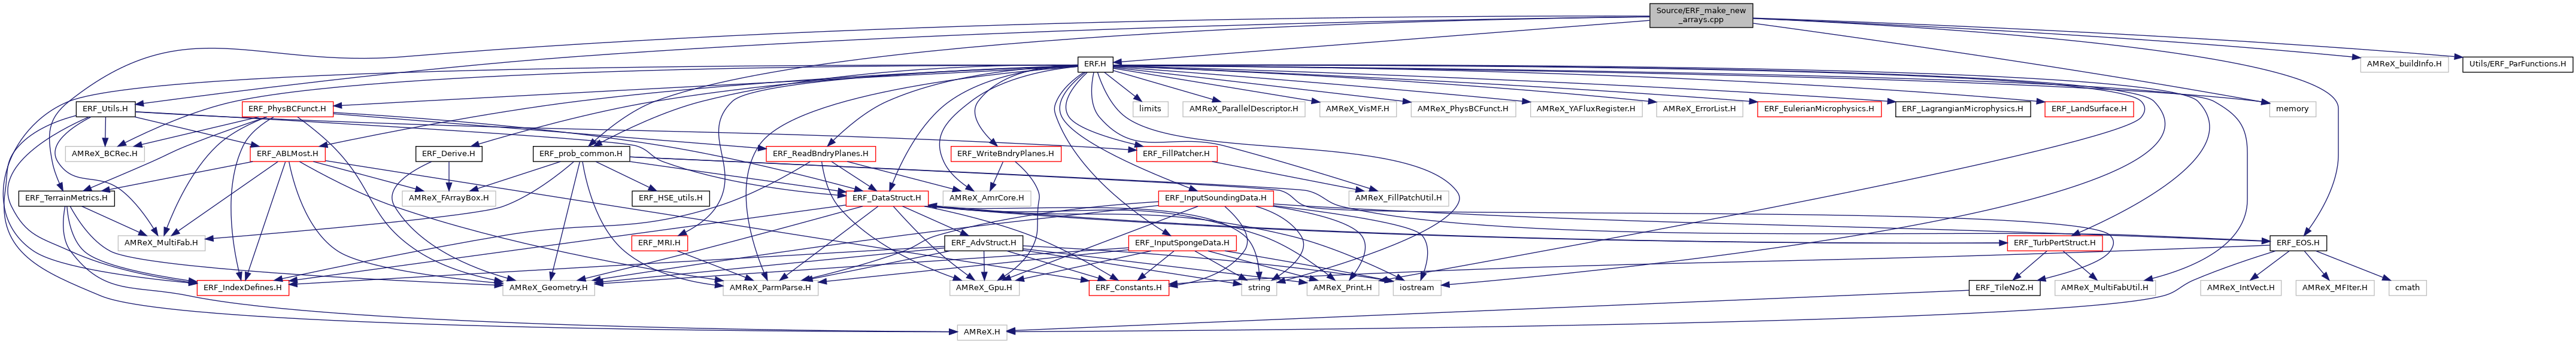 Source/ERF_make_new
_arrays.cpp
ERF.H
AMReX_buildInfo.H
Utils/ERF_ParFunctions.H
ERF_Utils.H
ERF_PhysBCFunct.H
limits
AMReX_ParallelDescriptor.H
AMReX_VisMF.H
AMReX_PhysBCFunct.H
AMReX_YAFluxRegister.H
AMReX_ErrorList.H
ERF_EulerianMicrophysics.H
ERF_LagrangianMicrophysics.H
ERF_LandSurface.H
memory
AMReX_BCRec.H
ERF_ABLMost.H
ERF_Derive.H
ERF_prob_common.H
ERF_ReadBndryPlanes.H
ERF_WriteBndryPlanes.H
ERF_FillPatcher.H
ERF_TerrainMetrics.H
AMReX_FArrayBox.H
ERF_HSE_utils.H
ERF_DataStruct.H
AMReX_AmrCore.H
ERF_InputSoundingData.H
AMReX_FillPatchUtil.H
AMReX_MultiFab.H
ERF_MRI.H
ERF_AdvStruct.H
ERF_InputSpongeData.H
ERF_TurbPertStruct.H
ERF_EOS.H
ERF_IndexDefines.H
AMReX_Geometry.H
AMReX_ParmParse.H
AMReX_Gpu.H
ERF_Constants.H
string
AMReX_Print.H
iostream
ERF_TileNoZ.H
AMReX_MultiFabUtil.H
AMReX_IntVect.H
AMReX_MFIter.H
cmath
AMReX.H